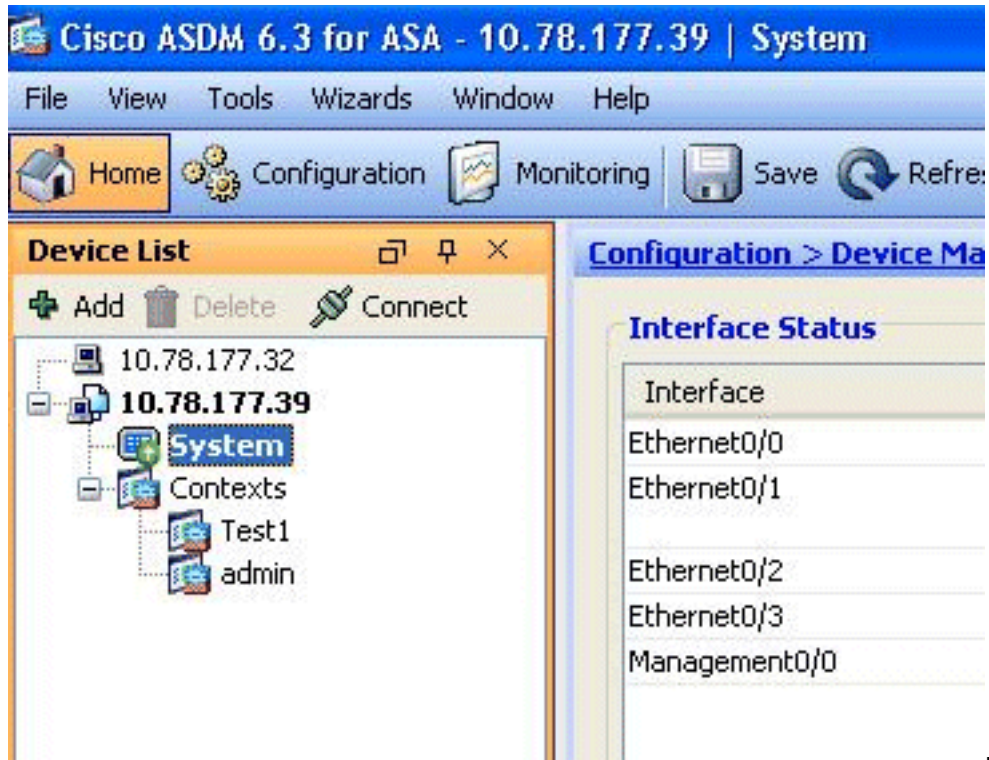 Cisco ASDM 6.3 for ASA - 10.78.177.39 | System
File View Tools Wizards Window Help
Home Configuration Monitoring Save
Device List
Add Delete Connect
10.78.177.32
10.78.177.39
System
Contexts
Test1
admin
Configuration > Device
Interface Status
Interface
Ethernet0/0
Ethernet0/1
Ethernet0/2
Ethernet0/3
Management0/0